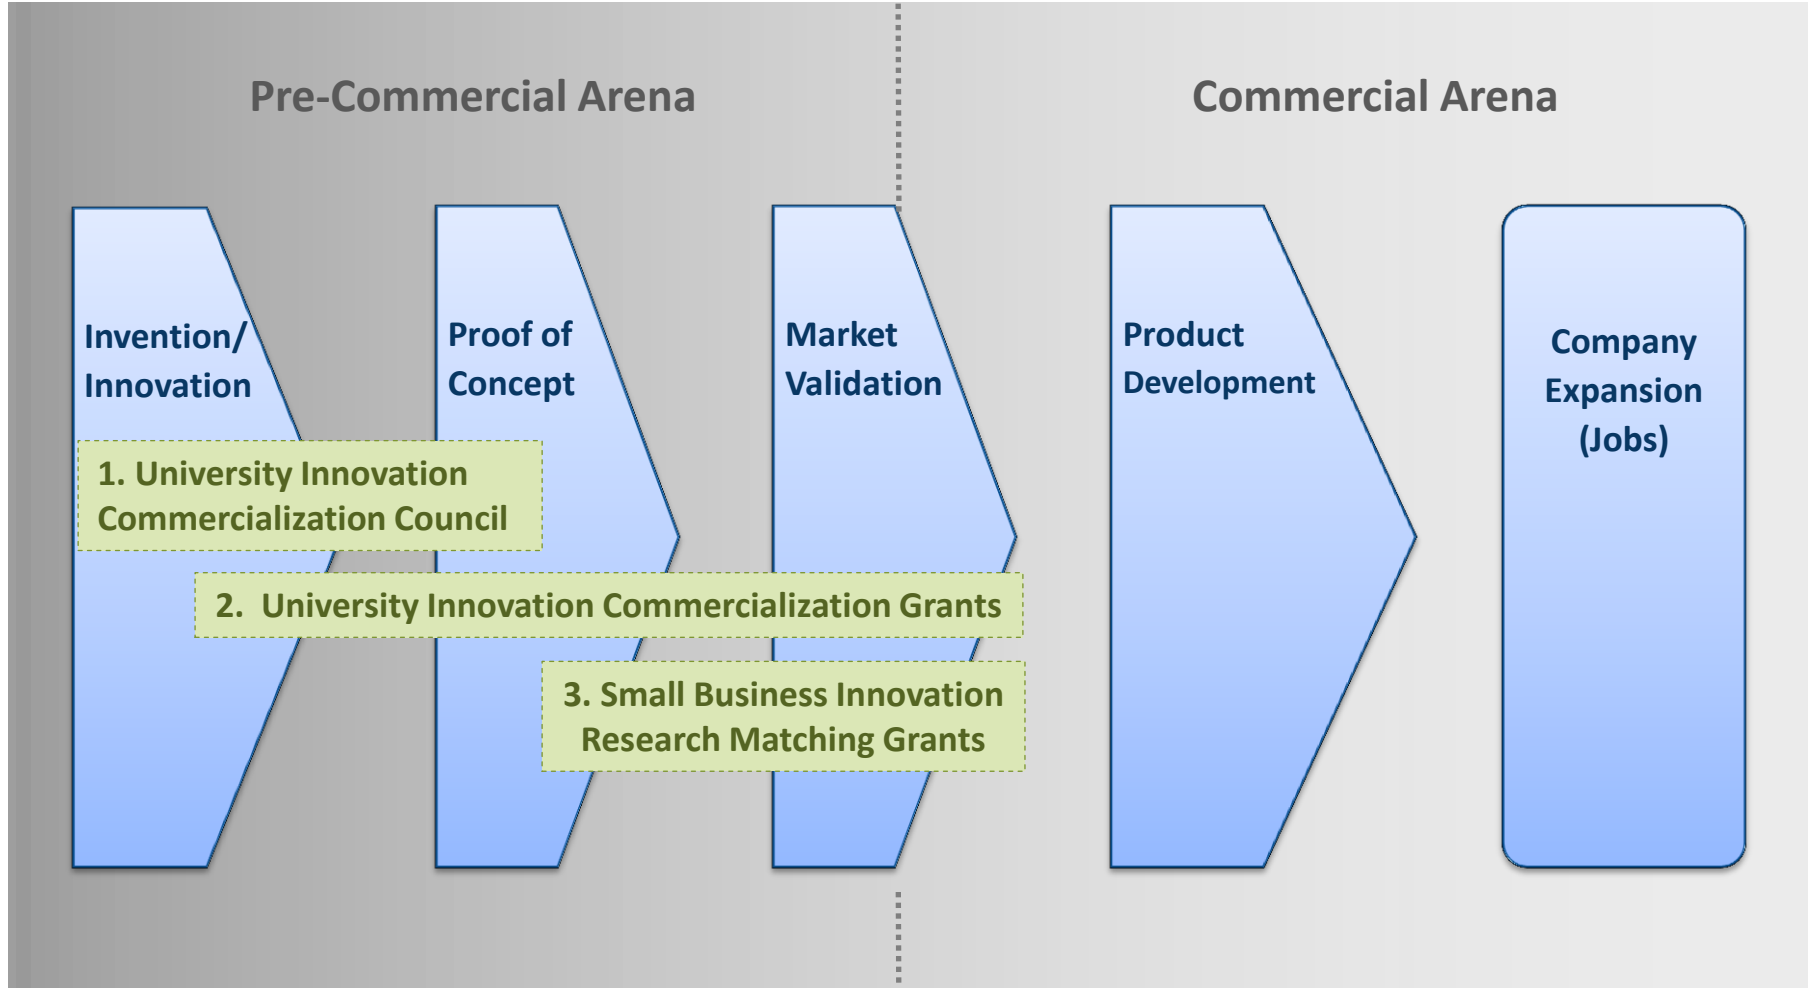 Pre-Commercial Arena
Commercial Arena
Invention/
Innovation
Proof of
Concept
Market
Validation
Product
Development
Company
Expansion
(Jobs)
1. University Innovation
Commercialization Council
2. University Innovation Commercialization Grants
3. Small Business Innovation
Research Matching Grants